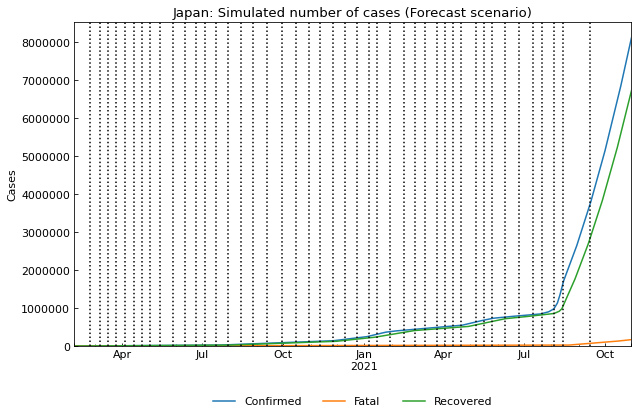 Japan: Simulated number of cases (Forecast scenario)
8000000
7000000
6000000
5000000
4000000
3000000
2000000
1000000
0
Cases
Apr Jul Oct Jan Apr Jul Oct
2021
Confirmed Fatal Recovered